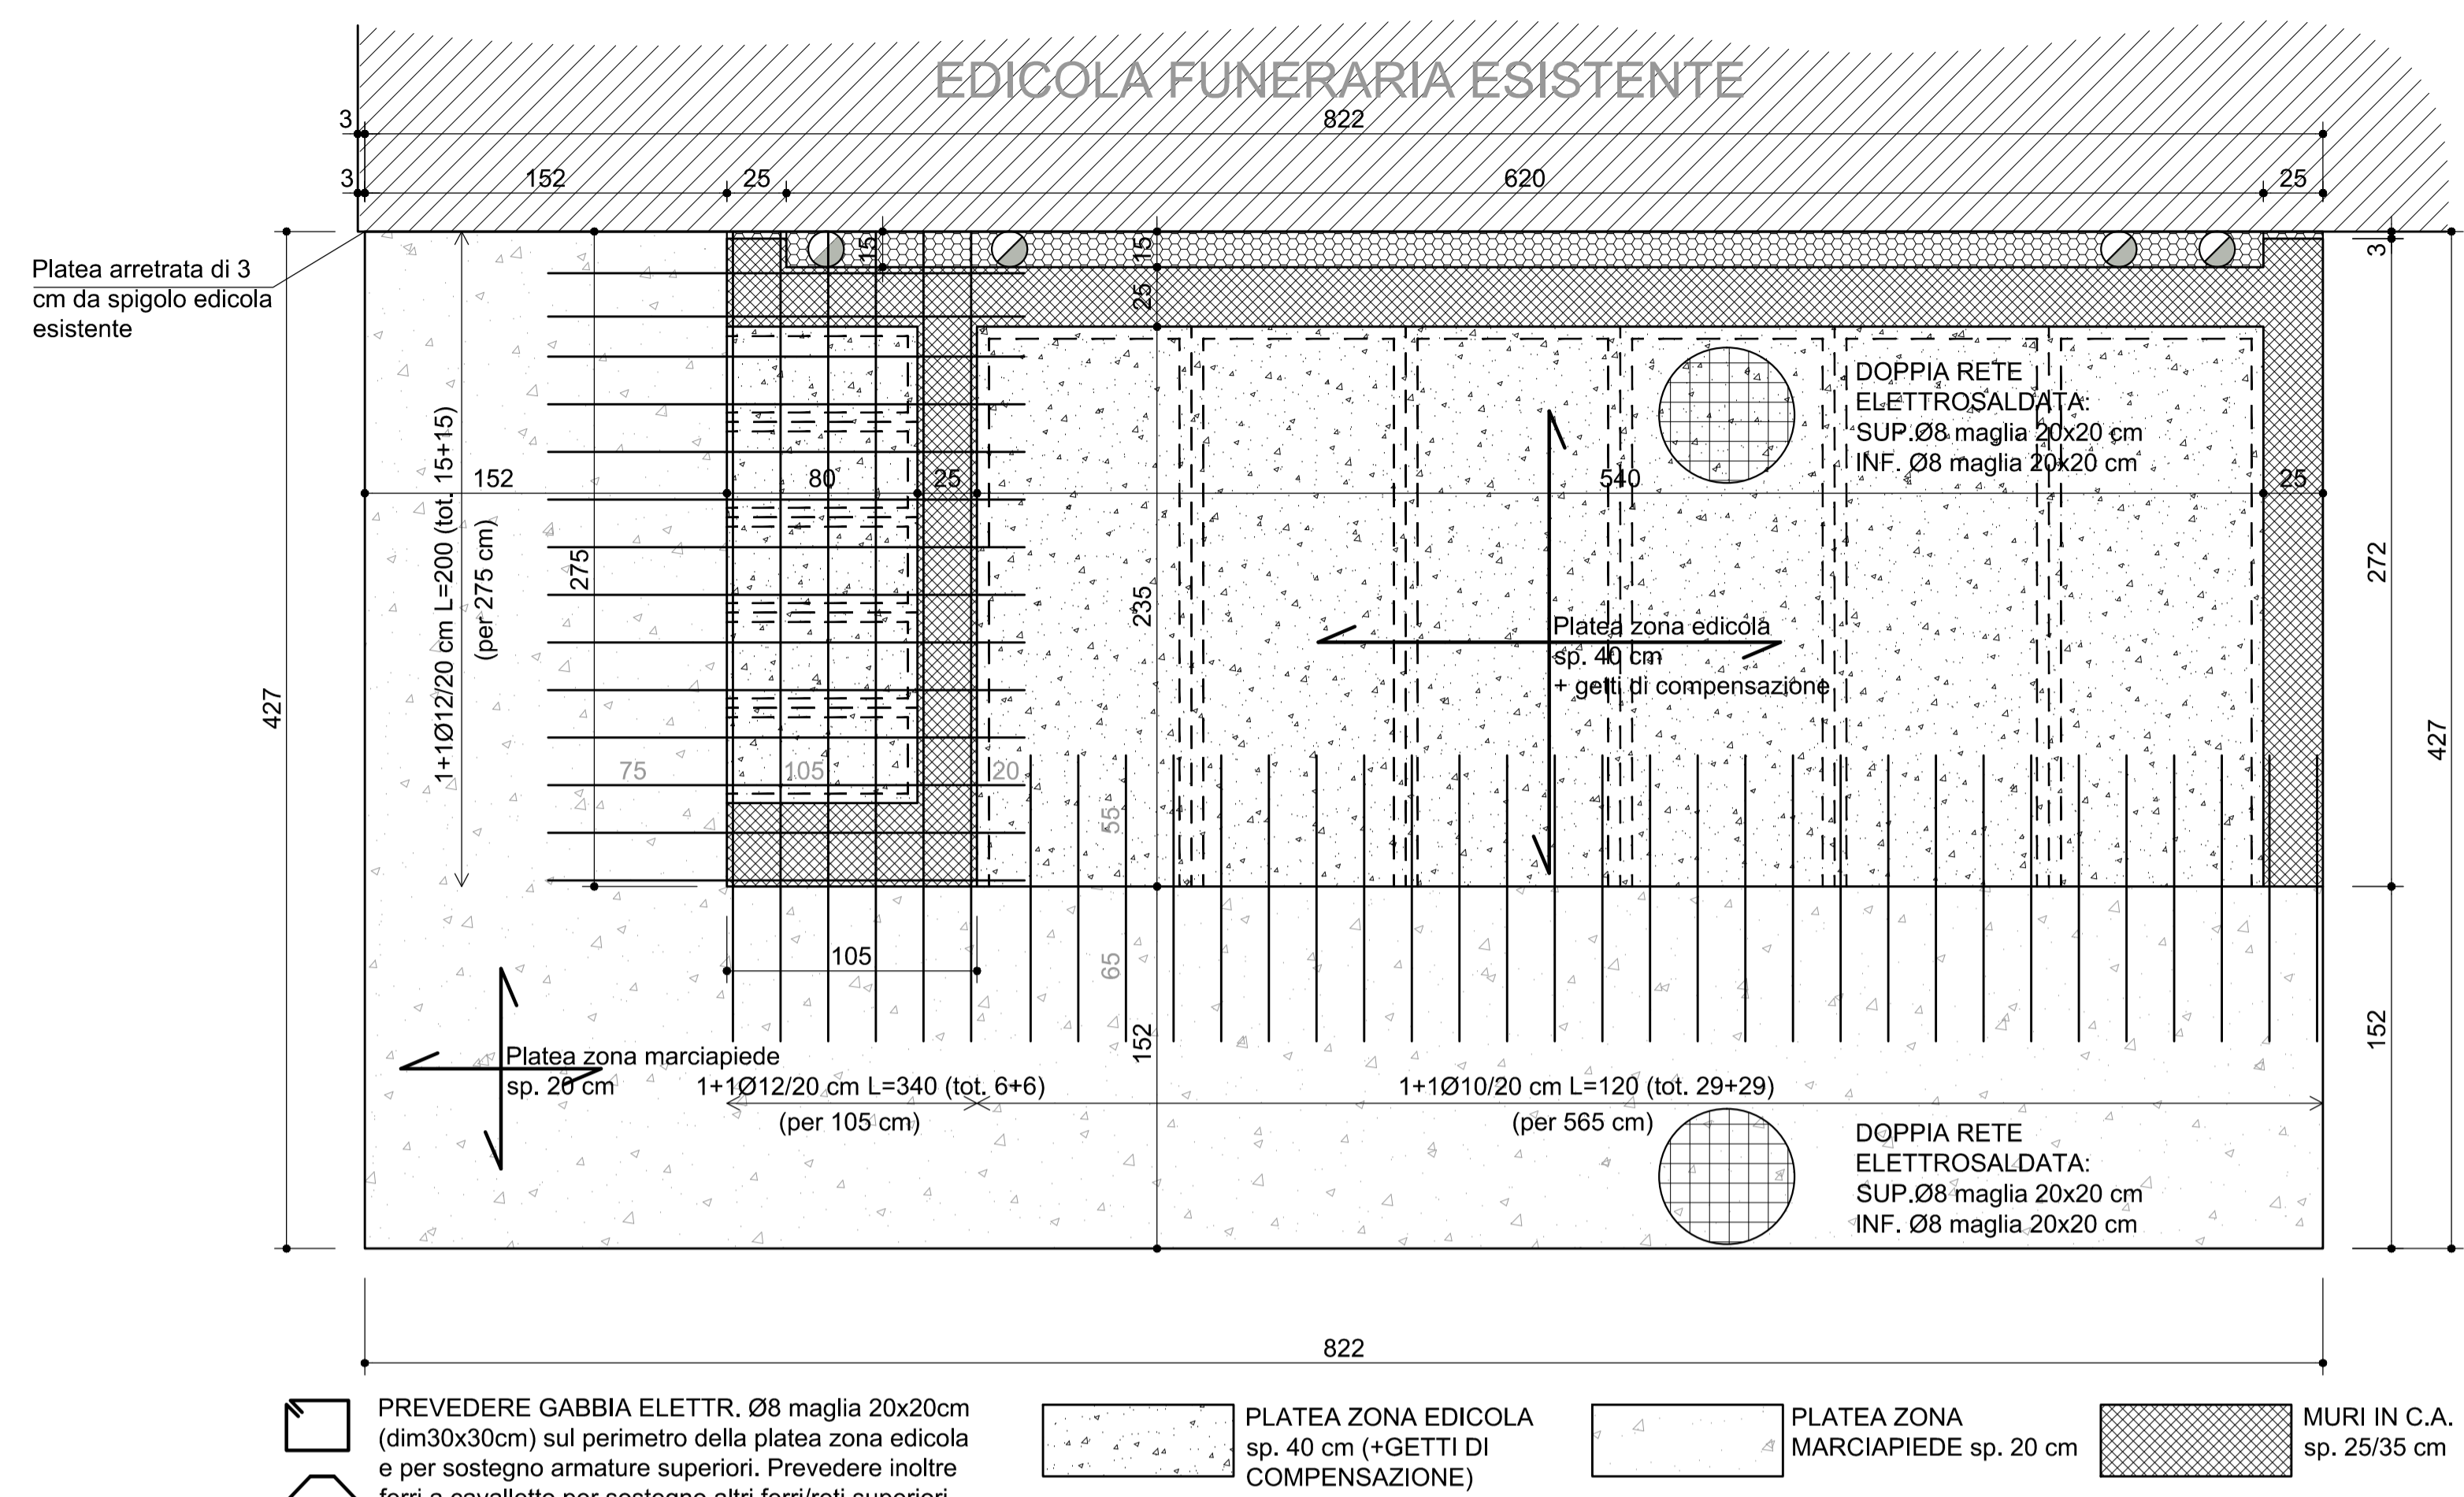 EDICOLA FUNERARIA ESISTENTE
3
822
3
152
25
620
25
Platea arretrata di 3
cm da spigolo edicola
esistente
15
15
25
3
DOPPIA RETE
ELETTROSALDATA:
SUP.Ø8 maglia 20x20 cm
INF. Ø8 maglia 20x20 cm
152
80
25
540
25
1+1Ø12/20 cm L=200 (tot. 15+15)
(per 275 cm)
275
235
272
427
427
Platea zona edicola
sp. 40 cm
+ getti di compensazione
75
105
20
55
65
105
152
152
Platea zona marciapiede
sp. 20 cm
1+1Ø12/20 cm L=340 (tot. 6+6)
(per 105 cm)
1+1Ø10/20 cm L=120 (tot. 29+29)
(per 565 cm)
DOPPIA RETE
ELETTROSALDATA:
SUP.Ø8 maglia 20x20 cm
INF. Ø8 maglia 20x20 cm
822
PREVEDERE GABBIA ELETTR. Ø8 maglia 20x20cm
(dim30x30cm) sul perimetro della platea zona edicola
e per sostegno armature superiori. Prevedere inoltre
ferri a cavalletto per sostegno altri ferri/reti superiori
PLATEA ZONA EDICOLA
sp. 40 cm (+GETTI DI
COMPENSAZIONE)
PLATEA ZONA
MARCIAPIEDE sp. 20 cm
MURI IN C.A.
sp. 25/35 cm